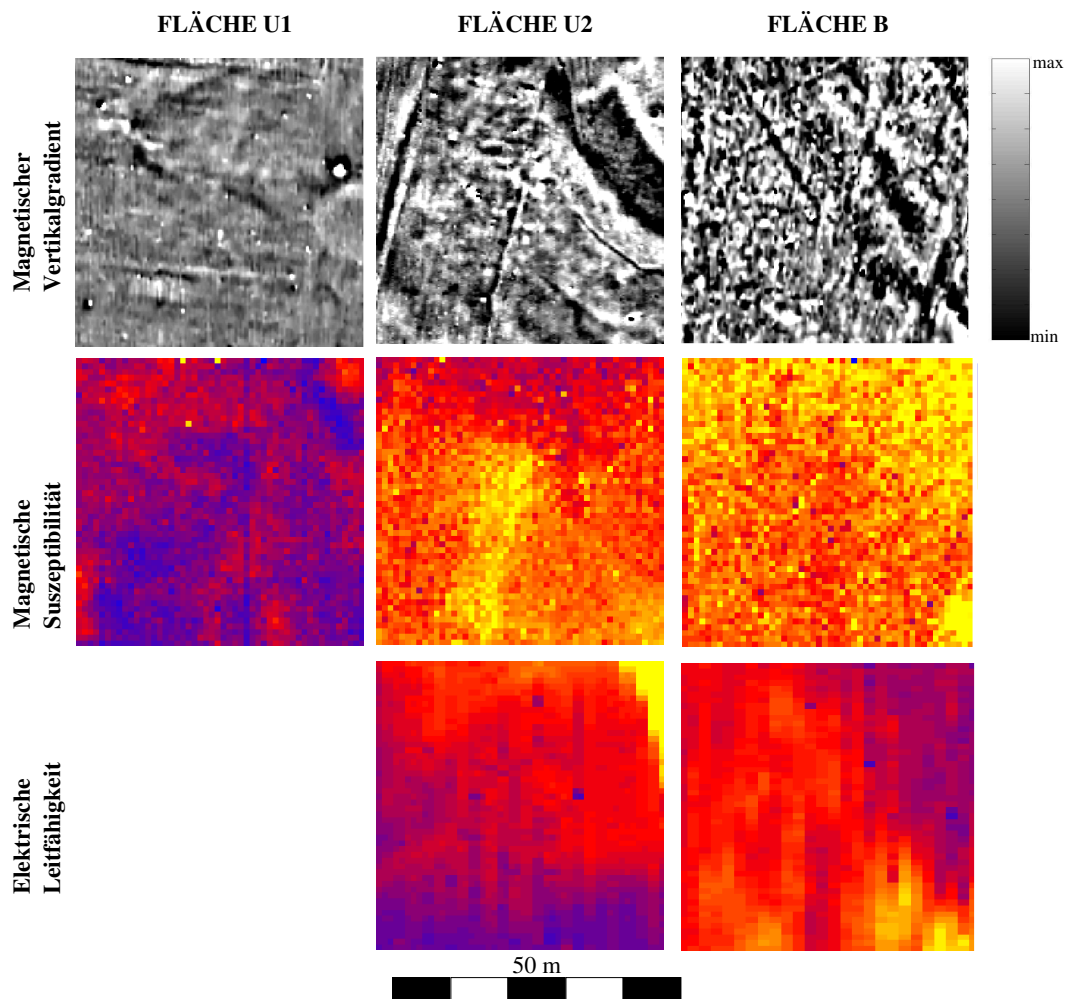 FLÄCHE U1
FLÄCHE U2
FLÄCHE B
Magnetischer
Vertikalgradient
max
min
Magnetische
Suszeptibilität
Elektrische
Leitfähigkeit
50 m